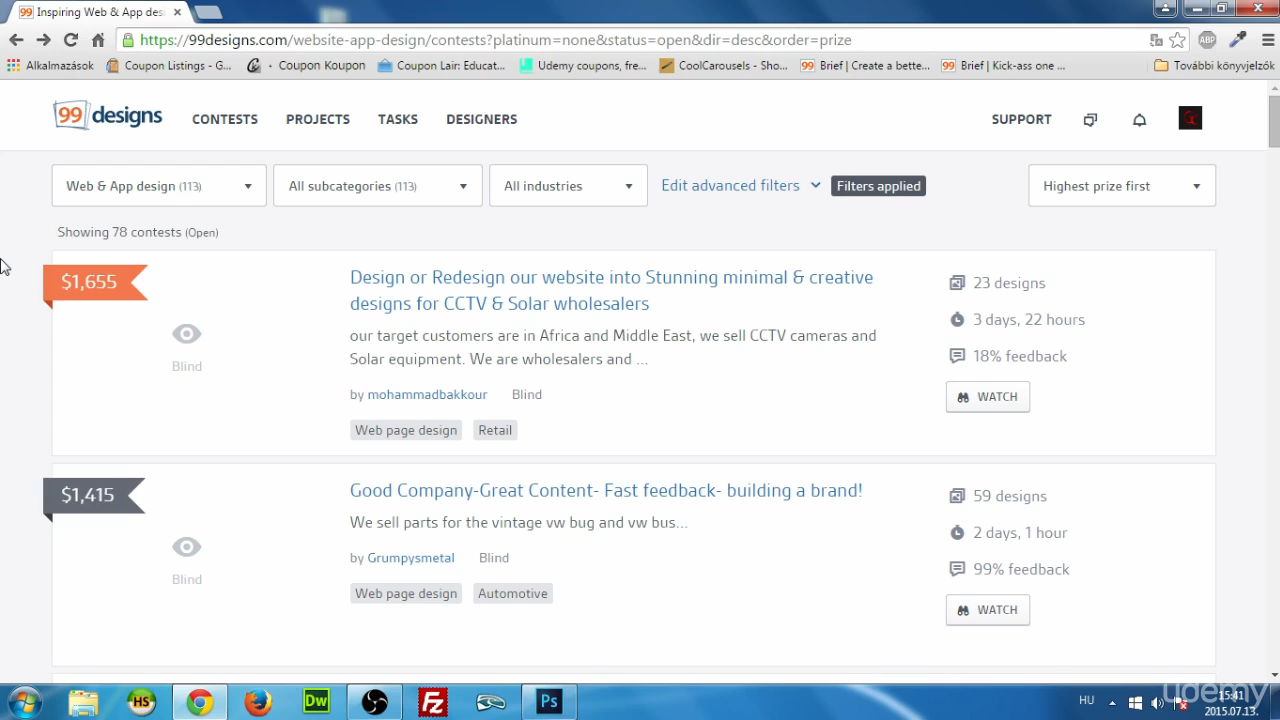 99 Inspiring Web & App desi
https://99designs.com/website-app-design/contests?platinum=none&status=open&dir=desc&order=prize
ABP
Alkalmazások
Coupon Listings - G...
Coupon Koupon
Coupon Lair: Educat...
Udemy coupons, fre...
CoolCarousels - Sho...
99 Brief | Create a bette...
99 Brief | Kick-ass one ...
További könyvjelzők
99designs
CONTESTS
PROJECTS
TASKS
DESIGNERS
SUPPORT
Web & App design (113)
All subcategories (113)
All industries
Edit advanced filters
Filters applied
Highest prize first
Showing 78 contests (Open)
$1,655
Blind
Design or Redesign our website into Stunning minimal & creative
designs for CCTV & Solar wholesalers
our target customers are in Africa and Middle East, we sell CCTV cameras and
Solar equipment. We are wholesalers and ...
by mohammadbakkour Blind
Web page design Retail
23 designs
3 days, 22 hours
18% feedback
WATCH
$1,415
Blind
Good Company-Great Content- Fast feedback- building a brand!
We sell parts for the vintage vw bug and vw bus...
by Grumpysmetal Blind
Web page design Automotive
59 designs
2 days, 1 hour
99% feedback
WATCH
HS
Dw
Fz
Ps
HU
15:41
2015.07.13.
udemy